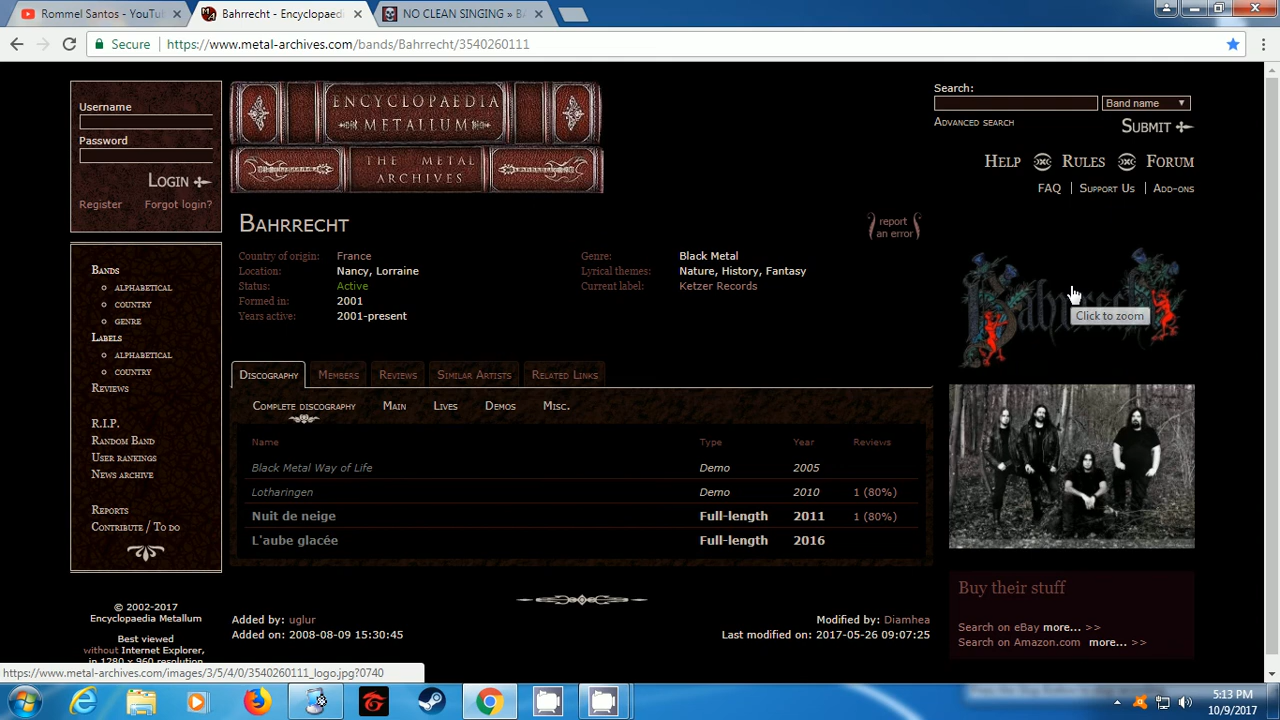 Rommel Santos - YouTu
Bahrrecht - Encyclopaedi
NO CLEAN SINGING » BA
Secure
https://www.metal-archives.com/bands/Bahrrecht/3540260111
Username
Password
LOGIN
Register Forgot login?
ENCYCLOPAEDIA
METALLUM
THE METAL
ARCHIVES
Search:
Band name
ADVANCED SEARCH
SUBMIT
HELP RULES FORUM
FAQ | SUPPORT US | ADD-ONS
BAHRRECHT
report
an error
Country of origin: France
Location: Nancy, Lorraine
Status: Active
Formed in: 2001
Years active: 2001-present
Genre: Black Metal
Lyrical themes: Nature, History, Fantasy
Current label: Ketzer Records
Bahrrecht
Click to zoom
BANDS
ALPHABETICAL
COUNTRY
GENRE
LABELS
ALPHABETICAL
COUNTRY
REVIEWS
R.I.P.
RANDOM BAND
USER RANKINGS
NEWS ARCHIVE
REPORTS
CONTRIBUTE / TO DO
DISCOGRAPHY MEMBERS REVIEWS SIMILAR ARTISTS RELATED LINKS
COMPLETE DISCOGRAPHY MAIN LIVES DEMOS MISC.
Name Type Year Reviews
Black Metal Way of Life Demo 2005
Lotharingen Demo 2010 1 (80%)
Nuit de neige Full-length 2011 1 (80%)
L'aube glacée Full-length 2016
Buy their stuff
Search on eBay more... >>
Search on Amazon.com more... >>
Added by: uglur
Added on: 2008-08-09 15:30:45
Modified by: Diamhea
Last modified on: 2017-05-26 09:07:25
© 2002-2017
Encyclopaedia Metallum
Best viewed
without Internet Explorer,
in 1280 x 960 resolution
https://www.metal-archives.com/images/3/5/4/0/3540260111_logo.jpg?0740
5:13 PM
10/9/2017